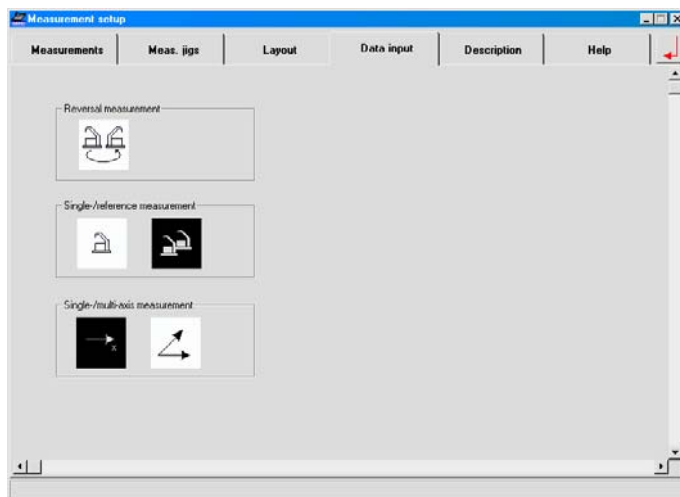 Measurement setup
Measurements Meas. jigs Layout Data input Description Help
Reversal measurement
Single-/reference measurement
Single-/multi-axis measurement
x